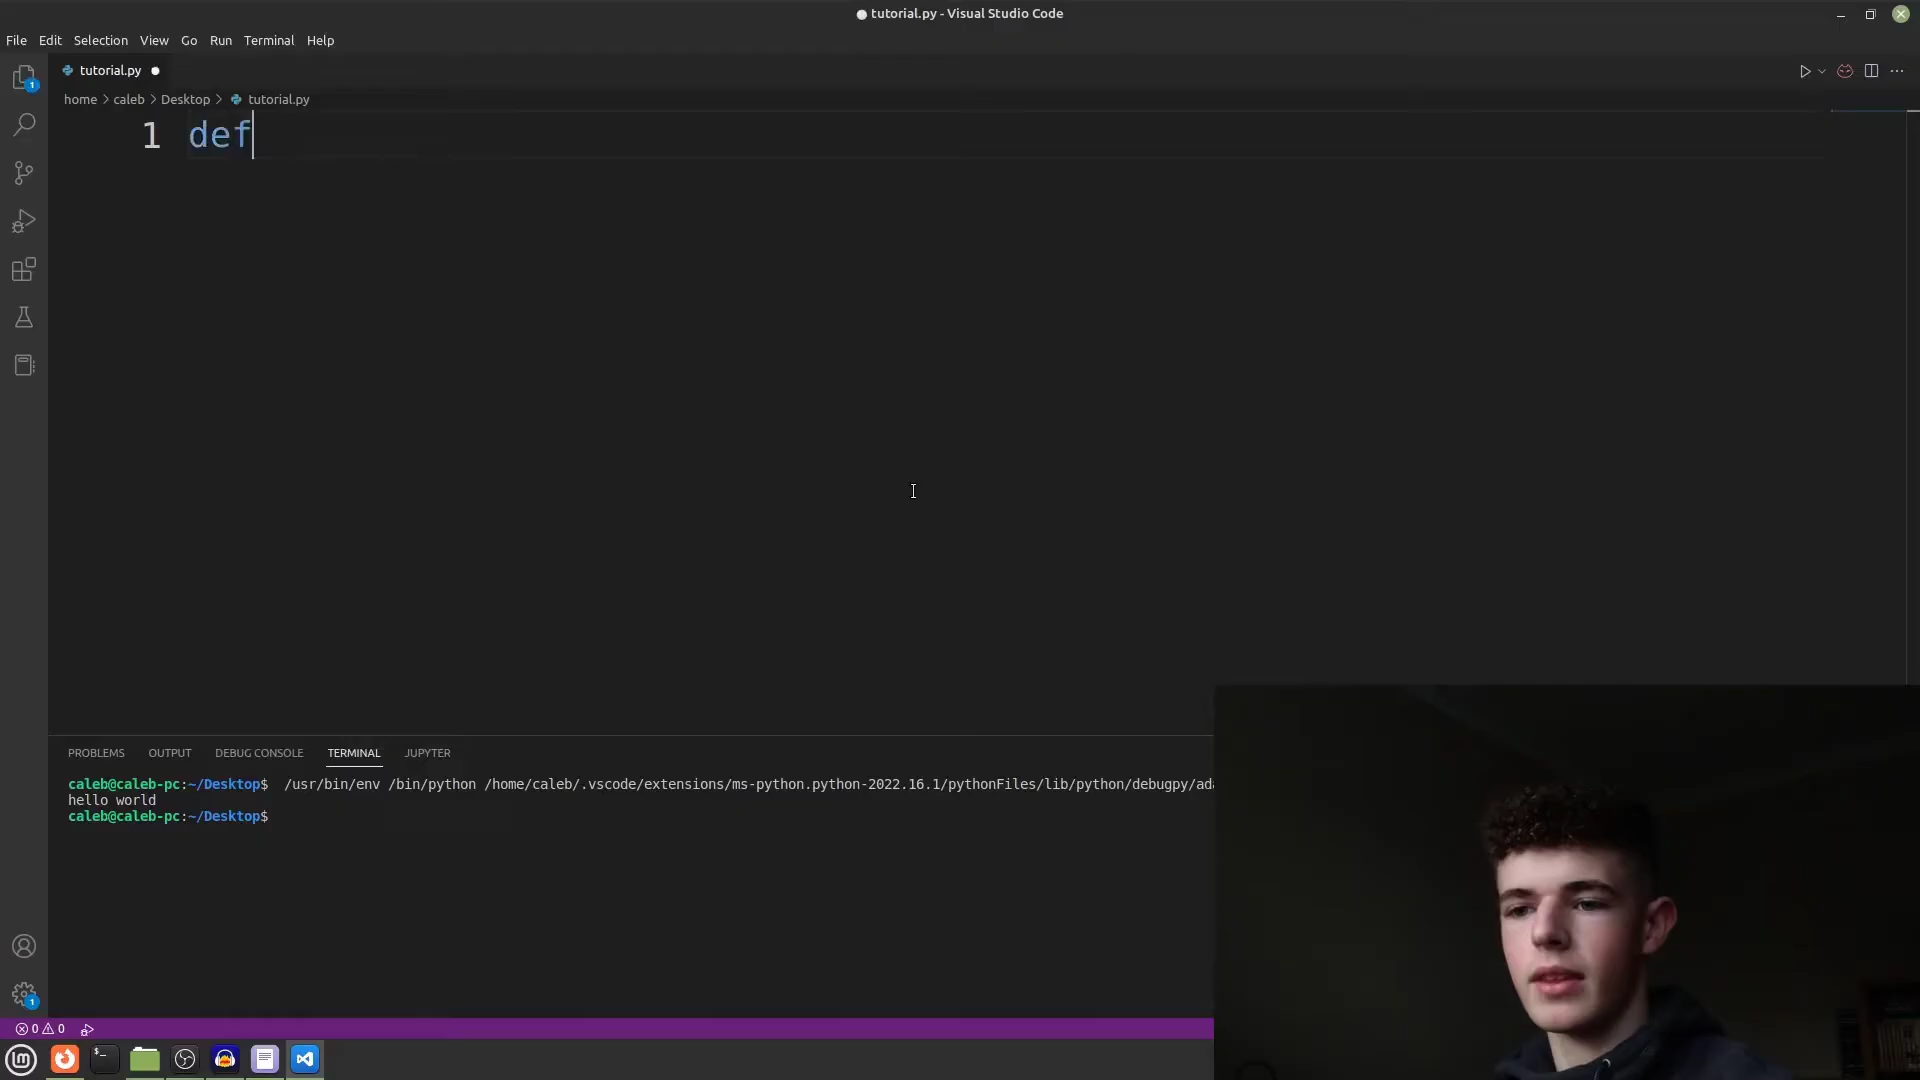 tutorial.py - Visual Studio Code
File Edit Selection View Go Run Terminal Help
tutorial.py
home > caleb > Desktop > tutorial.py
1 def
PROBLEMS OUTPUT DEBUG CONSOLE TERMINAL JUPYTER
caleb@caleb-pc:~/Desktop$ /usr/bin/env /bin/python /home/caleb/.vscode/extensions/ms-python.python-2022.16.1/pythonFiles/lib/python/debugpy/ad
hello world
caleb@caleb-pc:~/Desktop$
1
1
0 0